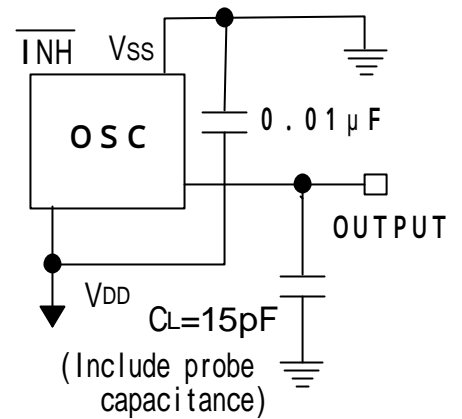 INH
Vss
OSC
0.01µF
OUTPUT
VDD
CL=15pF
(Include probe
capacitance)